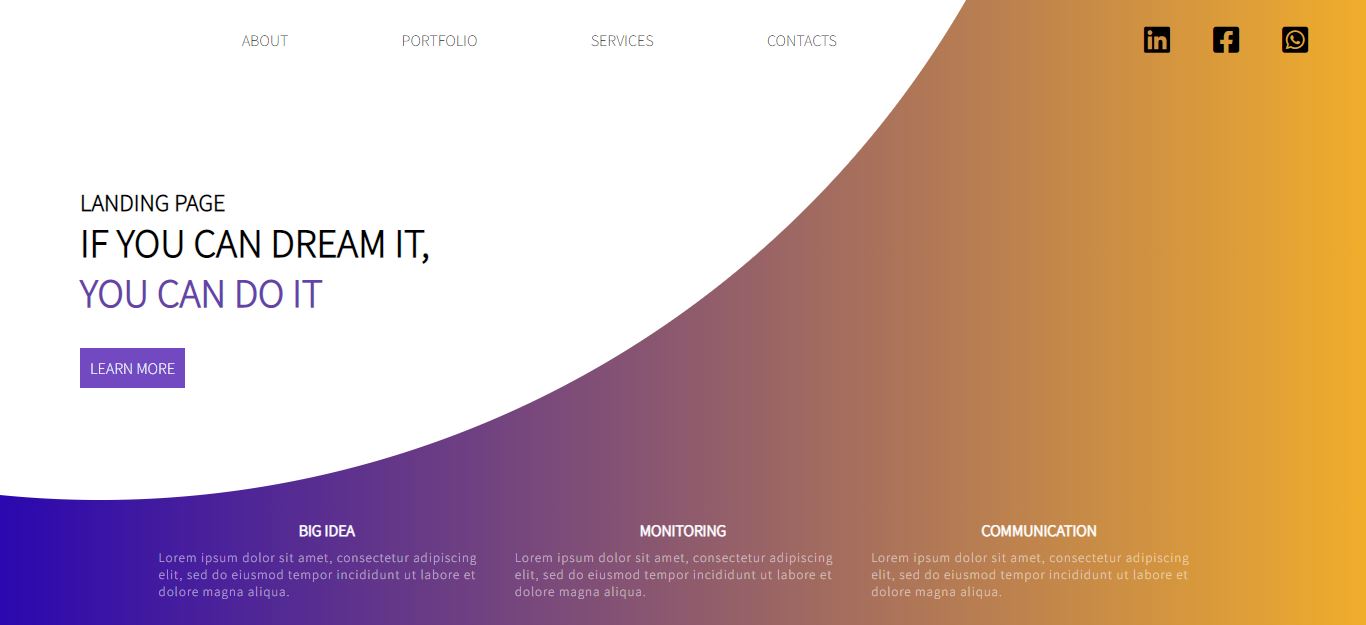 ABOUT PORTFOLIO SERVICES CONTACTS
LANDING PAGE
IF YOU CAN DREAM IT,
YOU CAN DO IT
LEARN MORE
BIG IDEA
Lorem ipsum dolor sit amet, consectetur adipiscing
elit, sed do eiusmod tempor incididunt ut labore et
dolore magna aliqua.
MONITORING
Lorem ipsum dolor sit amet, consectetur adipiscing
elit, sed do eiusmod tempor incididunt ut labore et
dolore magna aliqua.
COMMUNICATION
Lorem ipsum dolor sit amet, consectetur adipiscing
elit, sed do eiusmod tempor incididunt ut labore et
dolore magna aliqua.